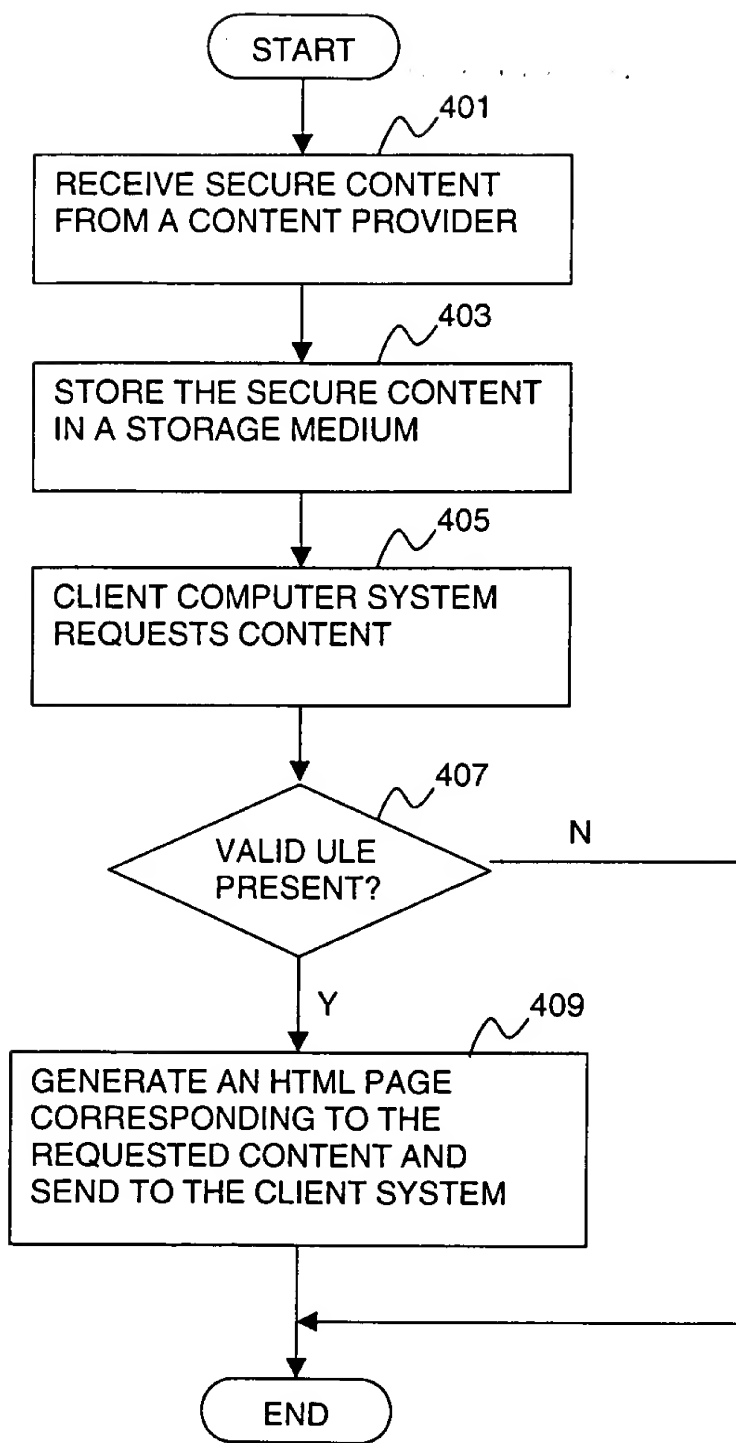 START
401
RECEIVE SECURE CONTENT
FROM A CONTENT PROVIDER
403
STORE THE SECURE CONTENT
IN A STORAGE MEDIUM
405
CLIENT COMPUTER SYSTEM
REQUESTS CONTENT
407
VALID ULE
PRESENT?
N
Y
409
GENERATE AN HTML PAGE
CORRESPONDING TO THE
REQUESTED CONTENT AND
SEND TO THE CLIENT SYSTEM
END